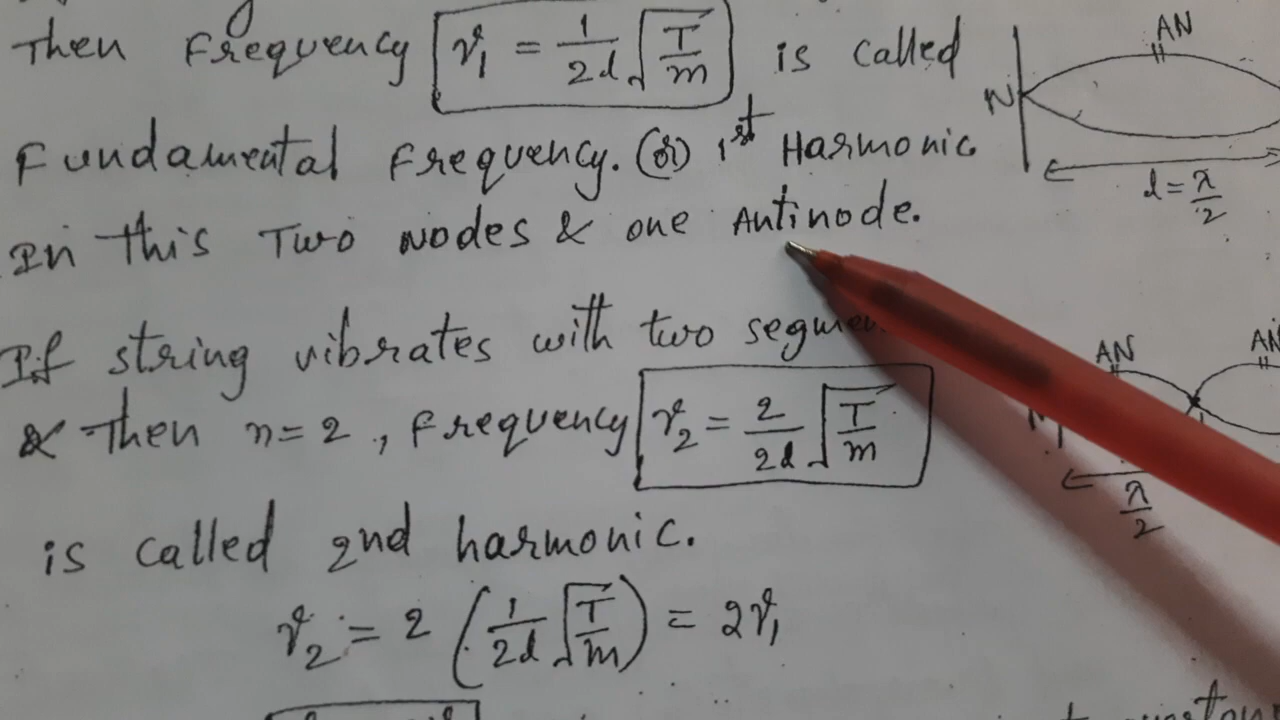 Then Frequency ν₁ = 1/2l √T/m is called
Fundamental Frequency. (or) 1st Harmonic
In this Two Nodes & one Antinode.
If string vibrates with two
& then n = 2, Frequency ν₂ = 2/2l √T/m
is called 2nd harmonic.
ν₂ = 2 (1/2l √T/m) = 2ν₁
AN
N
l = λ/2
AN AN
λ/2